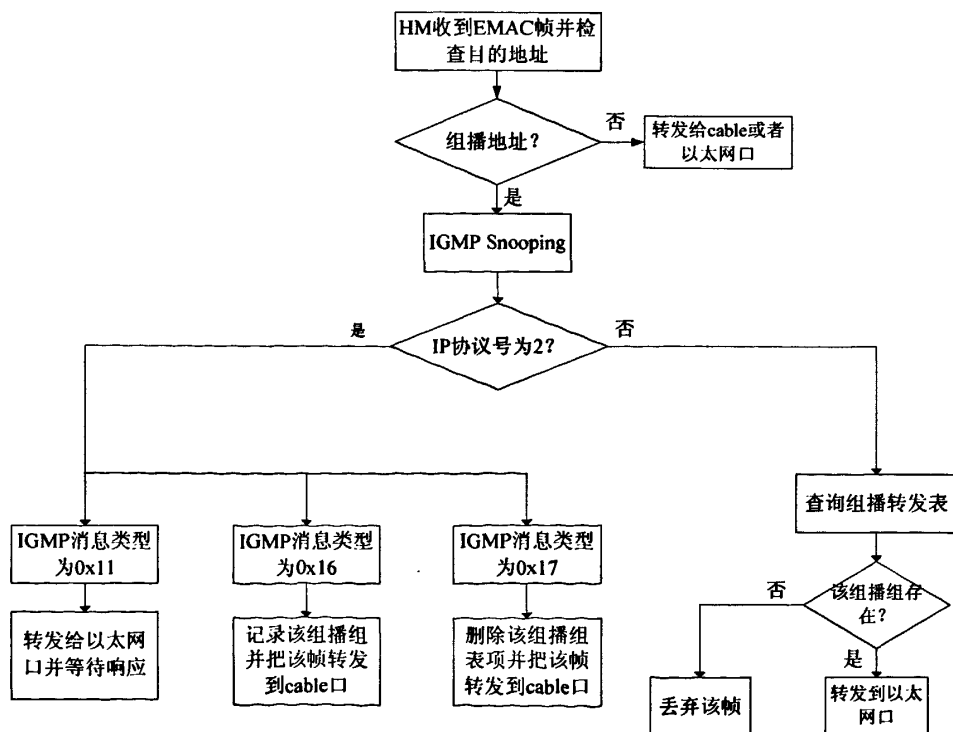 HM收到EMAC帧并检
查目的地址
组播地址?
否
转发给cable或者
以太网口
是
IGMP Snooping
IP协议号为2?
是
否
查询组播转发表
IGMP消息类型
为0x11
IGMP消息类型
为0x16
IGMP消息类型
为0x17
转发给以太网
口并等待响应
记录该组播组
并把该帧转发
到cable口
删除该组播组
表项并把该帧
转发到cable口
否
该组播组存
在?
是
丢弃该帧
转发到以太
网口